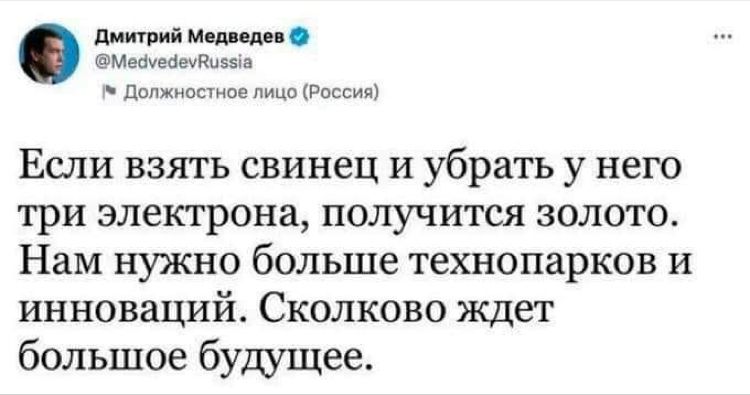 Дмитрий Медведев
@MedvedevRussia
Должностное лицо (Россия)
Если взять свинец и убрать у него
три электрона, получится золото.
Нам нужно больше технопарков и
инноваций. Сколково ждет
большое будущее.